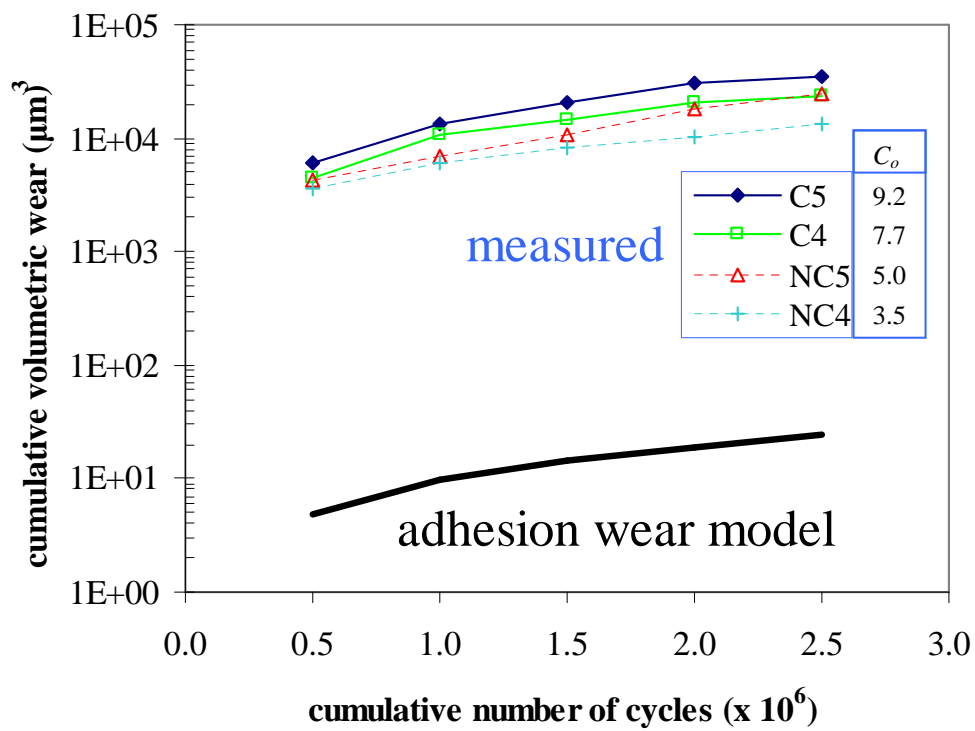 1E+05
1E+04
1E+03
1E+02
1E+01
1E+00
cumulative volumetric wear (μm³)
Cₒ
C5 9.2
C4 7.7
NC5 5.0
NC4 3.5
measured
adhesion wear model
0.0 0.5 1.0 1.5 2.0 2.5 3.0
cumulative number of cycles (x 10⁶)